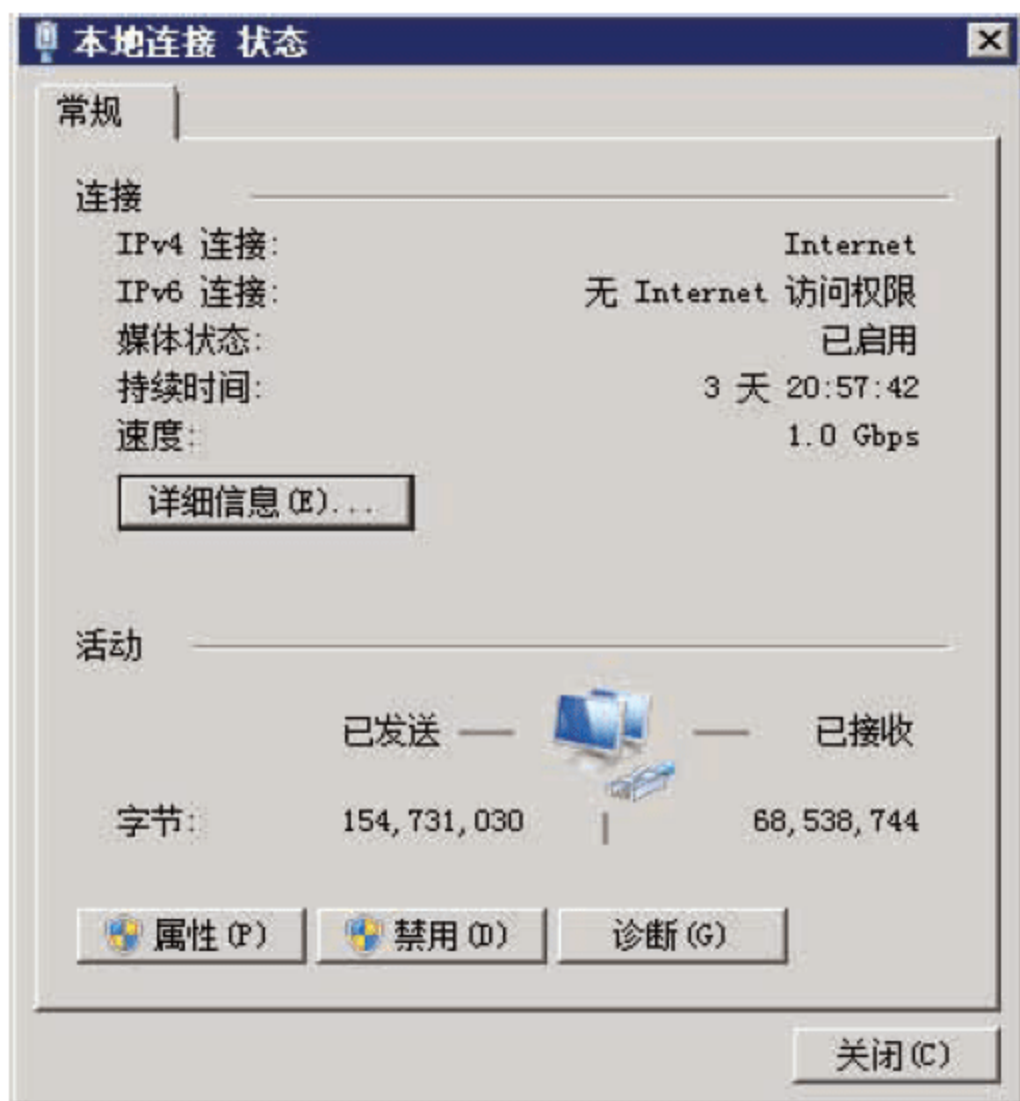 本地连接 状态
常规
连接
IPv4 连接: Internet
IPv6 连接: 无 Internet 访问权限
媒体状态: 已启用
持续时间: 3 天 20:57:42
速度: 1.0 Gbps
详细信息(E)...
活动
已发送 — — 已接收
字节: 154,731,030 | 68,538,744
属性(P) 禁用(D) 诊断(G)
关闭(C)